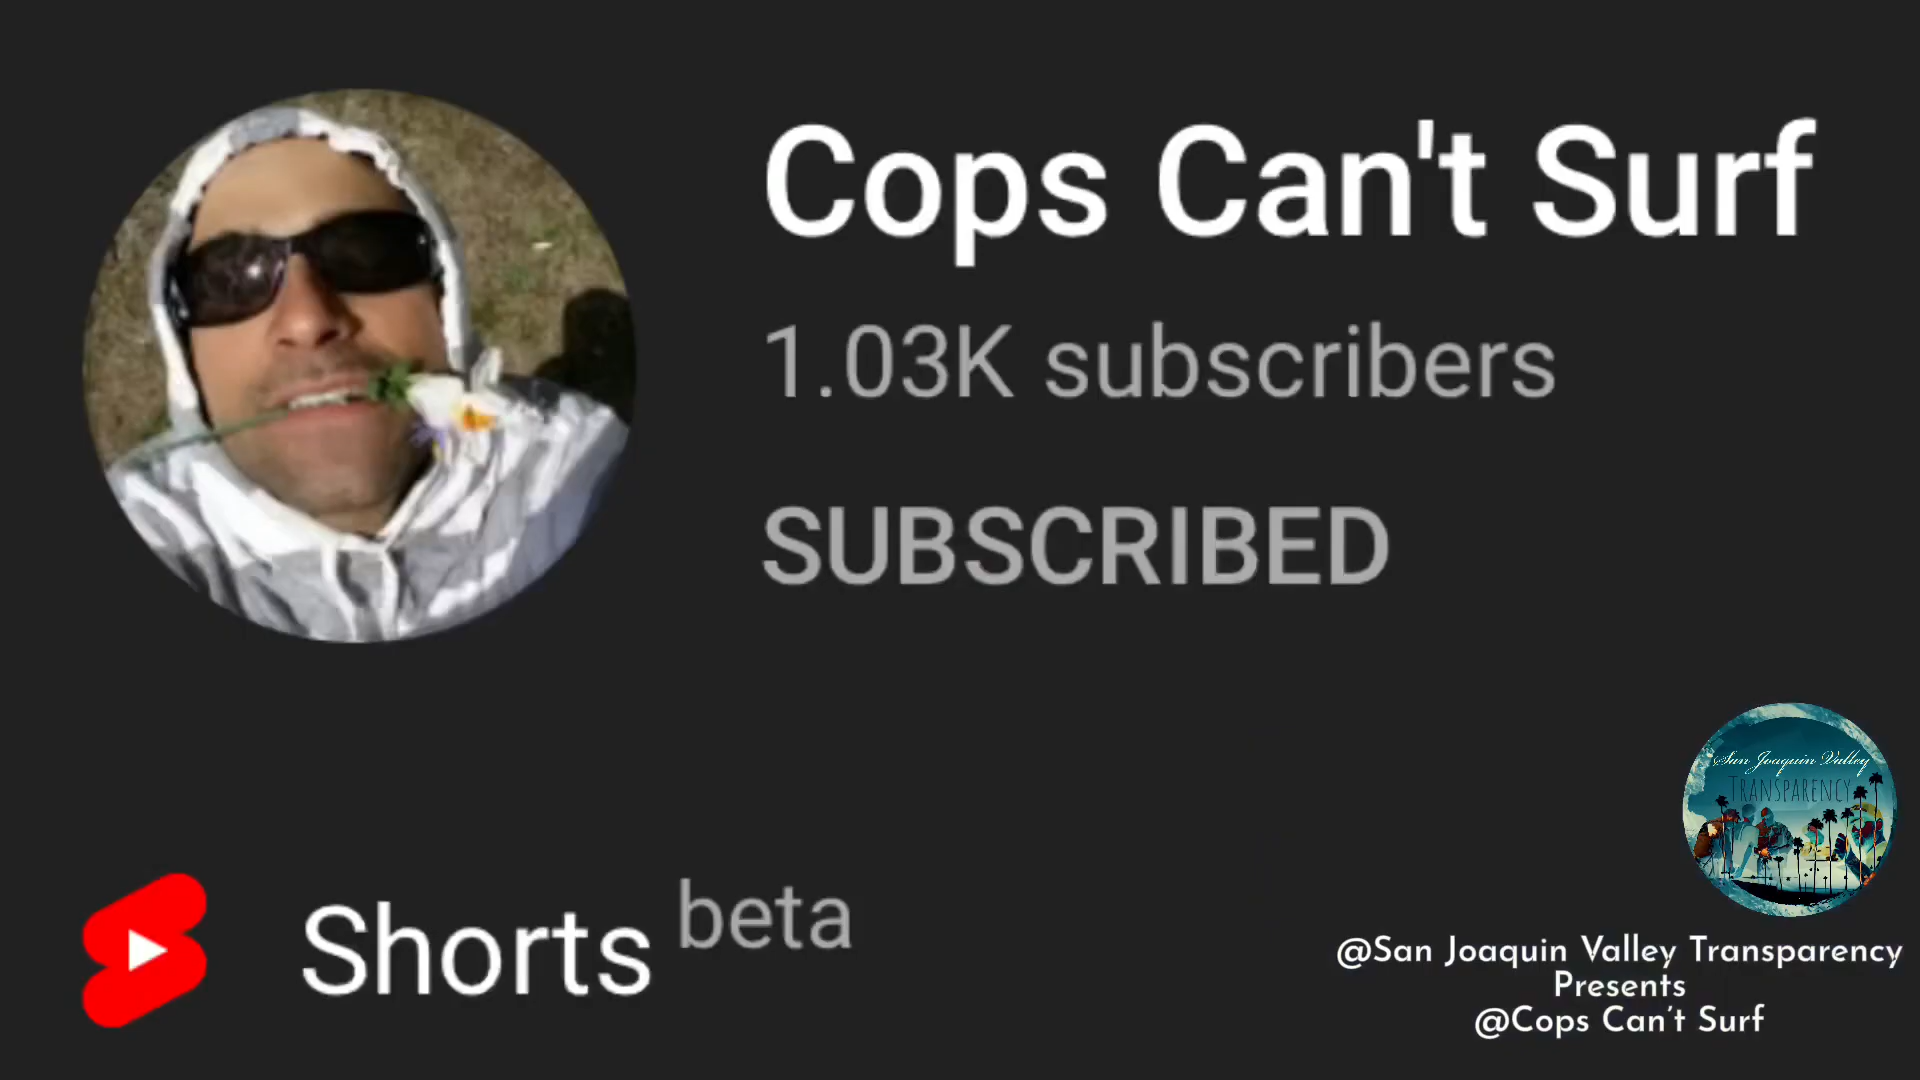 Cops Can't Surf
1.03K subscribers
SUBSCRIBED
Shorts beta
San Joaquin Valley
TRANSPARENCY
@San Joaquin Valley Transparency
Presents
@Cops Can't Surf